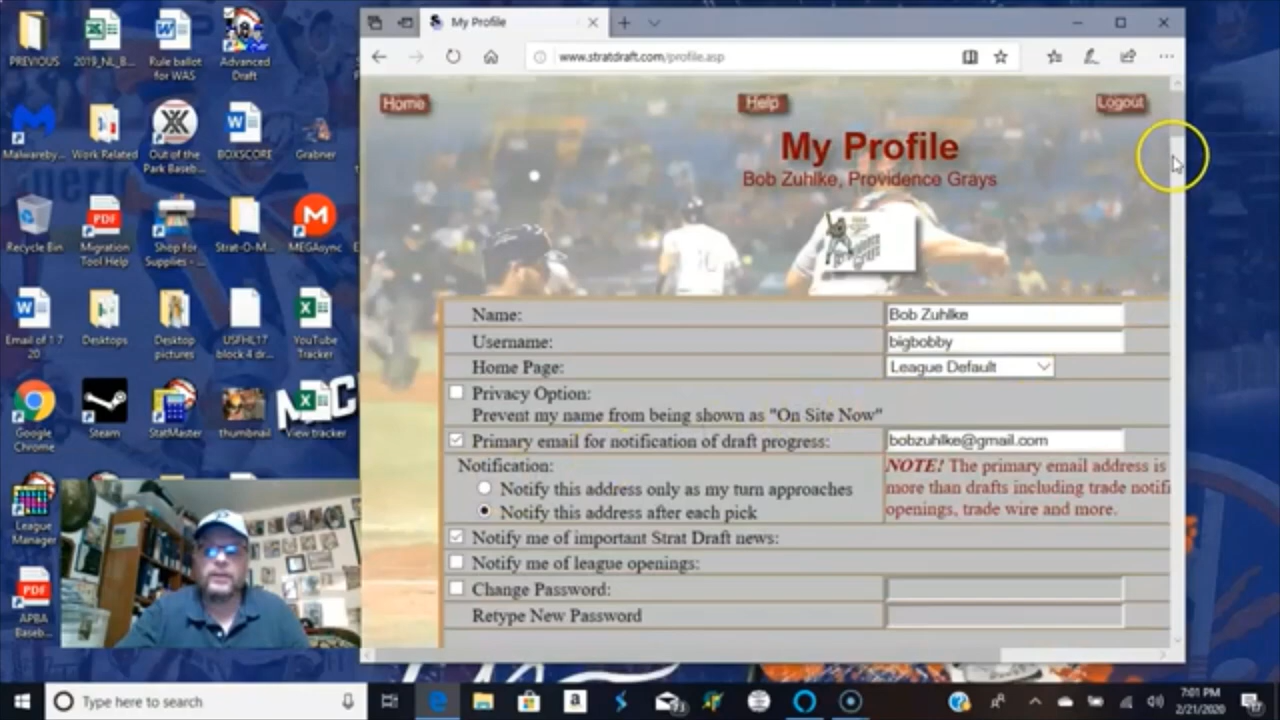 My Profile
www.stratdraft.com/profile.asp
Home
Help
Logout
My Profile
Bob Zuhlke, Providence Grays
Name:
Bob Zuhlke
Username:
bigbobby
Home Page:
League Default
Privacy Option:
Prevent my name from being shown as "On Site Now"
Primary email for notification of draft progress:
bobzuhlke@gmail.com
Notification:
Notify this address only as my turn approaches
Notify this address after each pick
NOTE! The primary email address is
more than drafts including trade notifi
openings, trade wire and more.
Notify me of important Strat Draft news:
Notify me of league openings:
Change Password:
Retype New Password
PREVIOUS
2019_NL_B...
Rule ballot
for WAS
Advanced
Draft
Malwareby...
Work Related
Out of the
Park Baseb...
BOXSCORE
Grabner
Recycle Bin
PDF
Migration
Tool Help
Shop for
Supplies - ...
Strat-O-M...
MEGAsync
Email of 1 7
20
Desktops
Desktop
pictures
USFHL17
block 4 dr...
YouTube
Tracker
Google
Chrome
Steam
StatMaster
thumbnail
View tracker
League
Manager
PDF
APBA
Baseb...
Type here to search
7:01 PM
2/21/2020